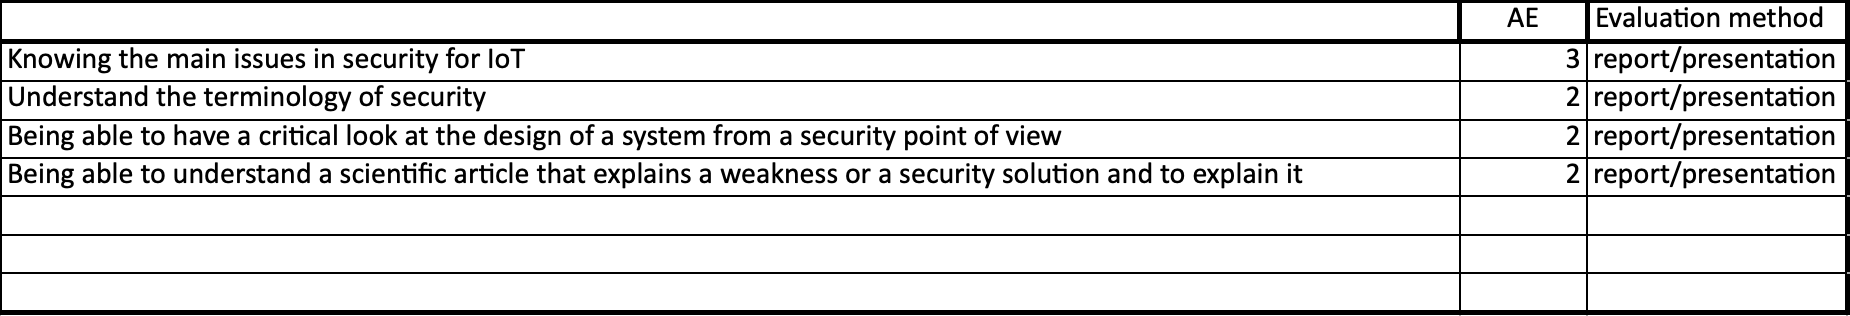 AE Evaluation method
Knowing the main issues in security for IoT 3 report/presentation
Understand the terminology of security 2 report/presentation
Being able to have a critical look at the design of a system from a security point of view 2 report/presentation
Being able to understand a scientific article that explains a weakness or a security solution and to explain it 2 report/presentation